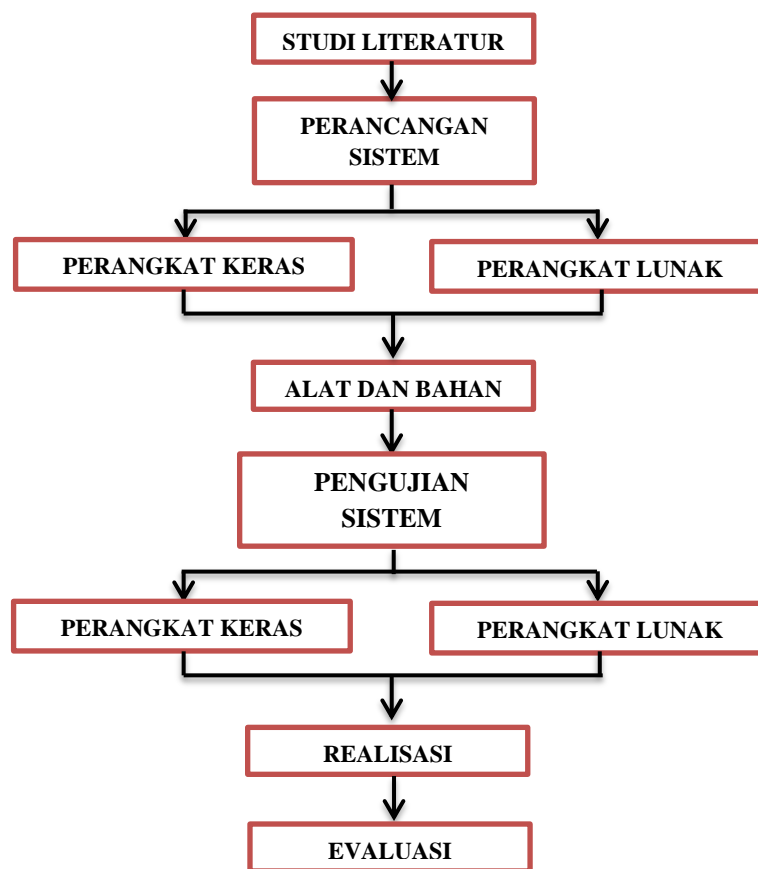 STUDI LITERATUR
PERANCANGAN
SISTEM
PERANGKAT KERAS
PERANGKAT LUNAK
ALAT DAN BAHAN
PENGUJIAN
SISTEM
PERANGKAT KERAS
PERANGKAT LUNAK
REALISASI
EVALUASI